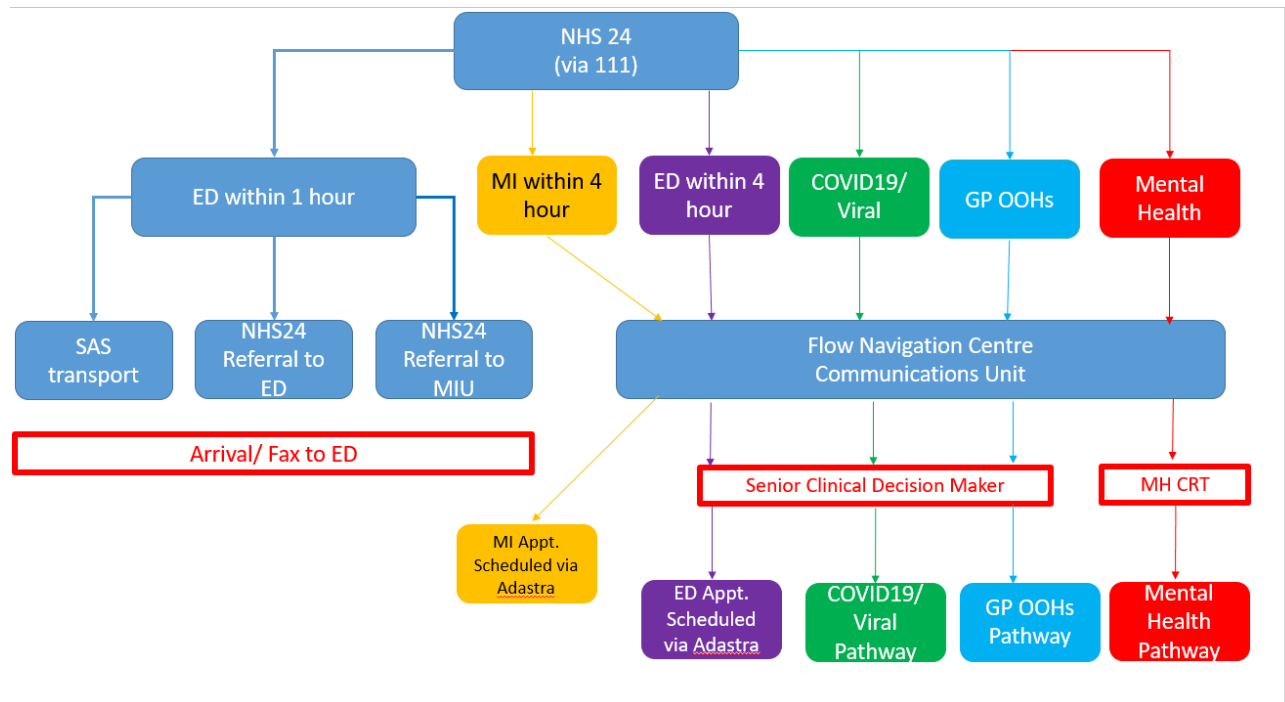 NHS 24
(via 111)
ED within 1 hour
MI within 4
hour
ED within 4
hour
COVID19/
Viral
GP OOHs
Mental
Health
SAS
transport
NHS24
Referral to
ED
NHS24
Referral to
MIU
Flow Navigation Centre
Communications Unit
Arrival/ Fax to ED
Senior Clinical Decision Maker
MH CRT
MI Appt.
Scheduled via
Adastra
ED Appt.
Scheduled
via Adastra
COVID19/
Viral
Pathway
GP OOHs
Pathway
Mental
Health
Pathway